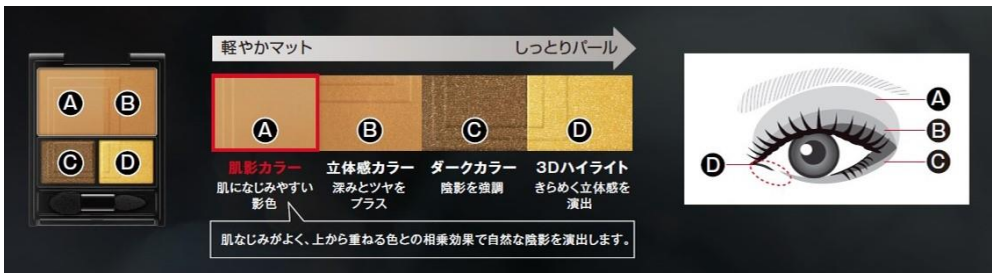 軽やかマット
しっとりパール
A
B
C
D
A
B
C
D
肌影カラー
肌になじみやすい
影色
立体感カラー
深みとツヤを
プラス
ダークカラー
陰影を強調
3Dハイライト
きらめく立体感を
演出
肌なじみがよく、上から重ねる色との相乗効果で自然な陰影を演出します。
A
B
C
D